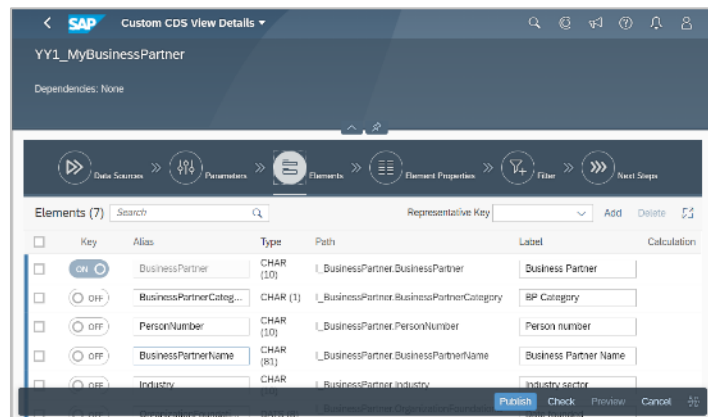 SAP Custom CDS View Details
YY1_MyBusinessPartner
Dependencies: None
Data Sources Parameters Elements Element Properties Filter Next Steps
Elements (7) Search Representative Key Add Delete
Key Alias Type Path Label Calculation
ON BusinessPartner CHAR (10) I_BusinessPartner.BusinessPartner Business Partner
OFF BusinessPartnerCateg... CHAR (1) I_BusinessPartner.BusinessPartnerCategory BP Category
OFF PersonNumber CHAR (10) I_BusinessPartner.PersonNumber Person number
OFF BusinessPartnerName CHAR (81) I_BusinessPartner.BusinessPartnerName Business Partner Name
OFF Industry CHAR I_BusinessPartner.Industry Industry sector
Publish Check Preview Cancel